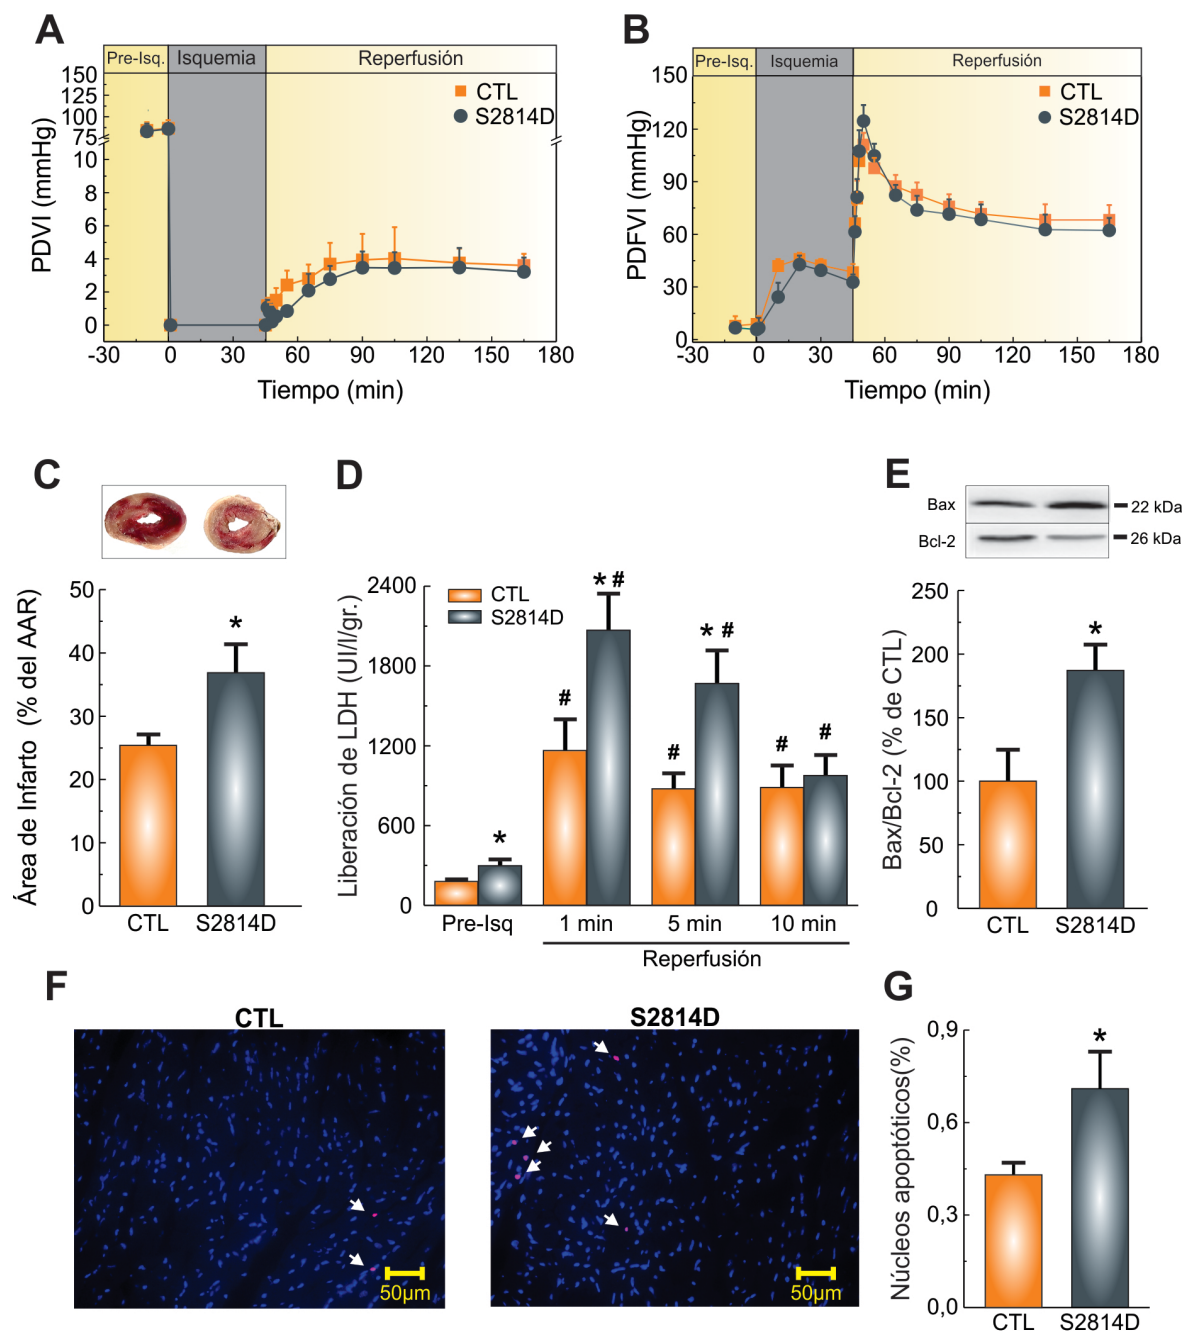 A
Pre-Isq. Isquemia Reperfusión
150
125
100
75
10
8
6
4
2
0
PDVI (mmHg)
CTL
S2814D
-30 0 30 60 90 120 150 180
Tiempo (min)
B
Pre-Isq. Isquemia Reperfusión
150
120
90
60
30
0
PDFVI (mmHg)
CTL
S2814D
-30 0 30 60 90 120 150 180
Tiempo (min)
C
50
40
30
20
10
0
Área de Infarto (% del AAR)
*
CTL S2814D
D
2400
1800
1200
600
0
Liberación de LDH (UI/l/gr.)
CTL
S2814D
*
#
* #
#
* #
#
#
Pre-Isq 1 min 5 min 10 min
Reperfusión
E
Bax 22 kDa
Bcl-2 26 kDa
250
200
150
100
50
0
Bax/Bcl-2 (% de CTL)
*
CTL S2814D
F
CTL
50µm
S2814D
50µm
G
0,9
0,6
0,3
0,0
Núcleos apoptóticos(%)
*
CTL S2814D